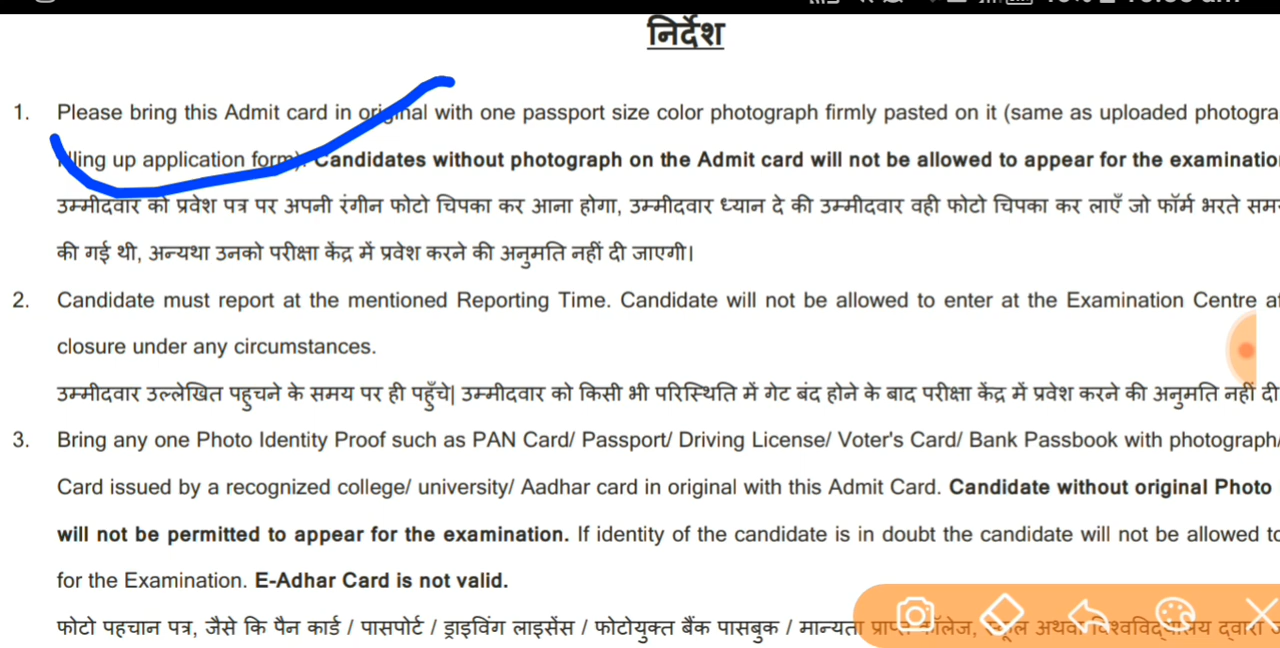 निर्देश
1. Please bring this Admit card in original with one passport size color photograph firmly pasted on it (same as uploaded
up application form). Candidates without photograph on the Admit card will not be allowed to appear for the
उम्मीदवार को प्रवेश पत्र पर अपनी रंगीन फोटो चिपका कर आना होगा, उम्मीदवार ध्यान दे की उम्मीदवार वही फोटो चिपका कर लाएँ जो फॉर्म भरते
की गई थी, अन्यथा उनको परीक्षा केंद्र में प्रवेश करने की अनुमति नहीं दी जाएगी।
2. Candidate must report at the mentioned Reporting Time. Candidate will not be allowed to enter at the Examination Centre
closure under any circumstances.
उम्मीदवार उल्लेखित पहुचने के समय पर ही पहुँचे| उम्मीदवार को किसी भी परिस्थिति में गेट बंद होने के बाद परीक्षा केंद्र में प्रवेश करने की अनुमति नहीं दी
3. Bring any one Photo Identity Proof such as PAN Card/ Passport/ Driving License/ Voter's Card/ Bank Passbook with photograph/
Card issued by a recognized college/ university/ Aadhar card in original with this Admit Card. Candidate without original Photo
will not be permitted to appear for the examination. If identity of the candidate is in doubt the candidate will not be allowed
for the Examination. E-Adhar Card is not valid.
फोटो पहचान पत्र, जैसे कि पैन कार्ड / पासपोर्ट / ड्राइविंग लाइसेंस / फोटोयुक्त बैंक पासबुक / मान्यता अथवा विश्वविद्यालय द्वारा